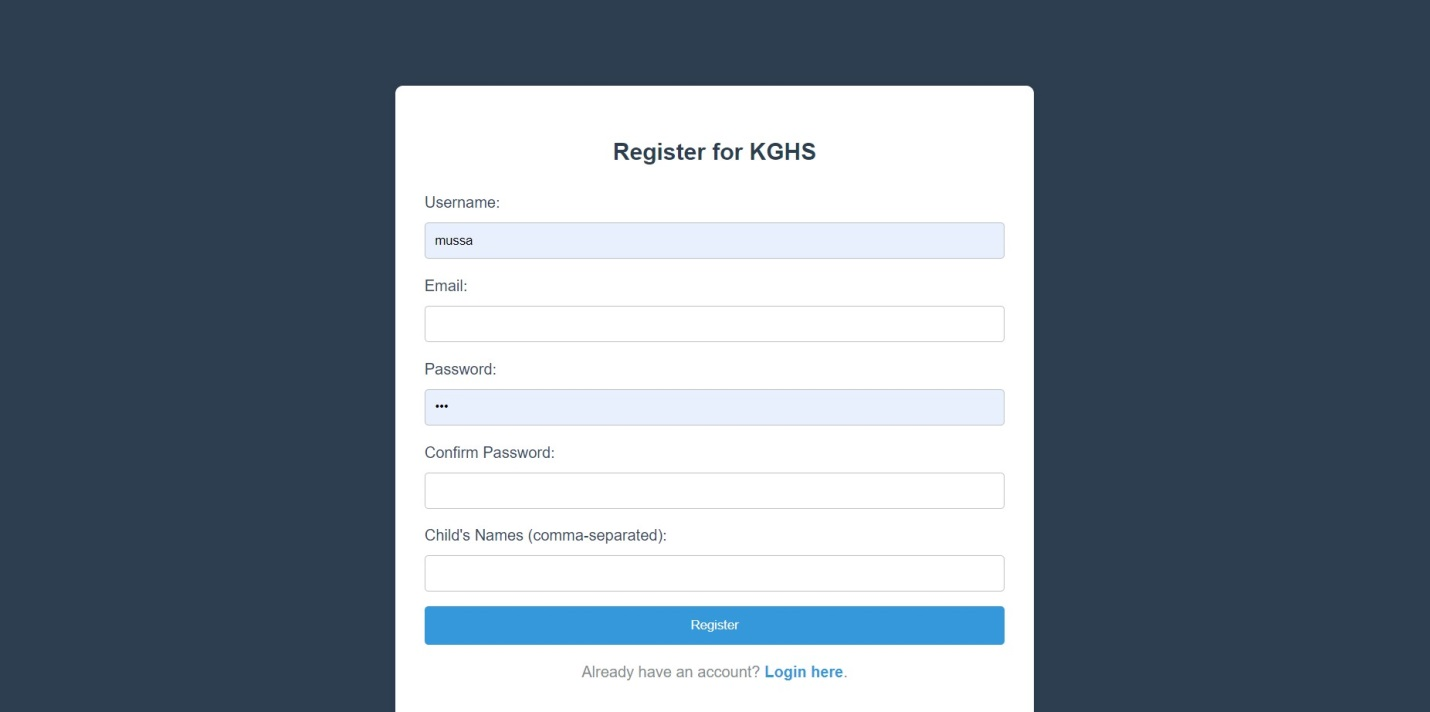 Register for KGHS
Username:
mussa
Email:
Password:
•••
Confirm Password:
Child's Names (comma-separated):
Register
Already have an account? Login here.